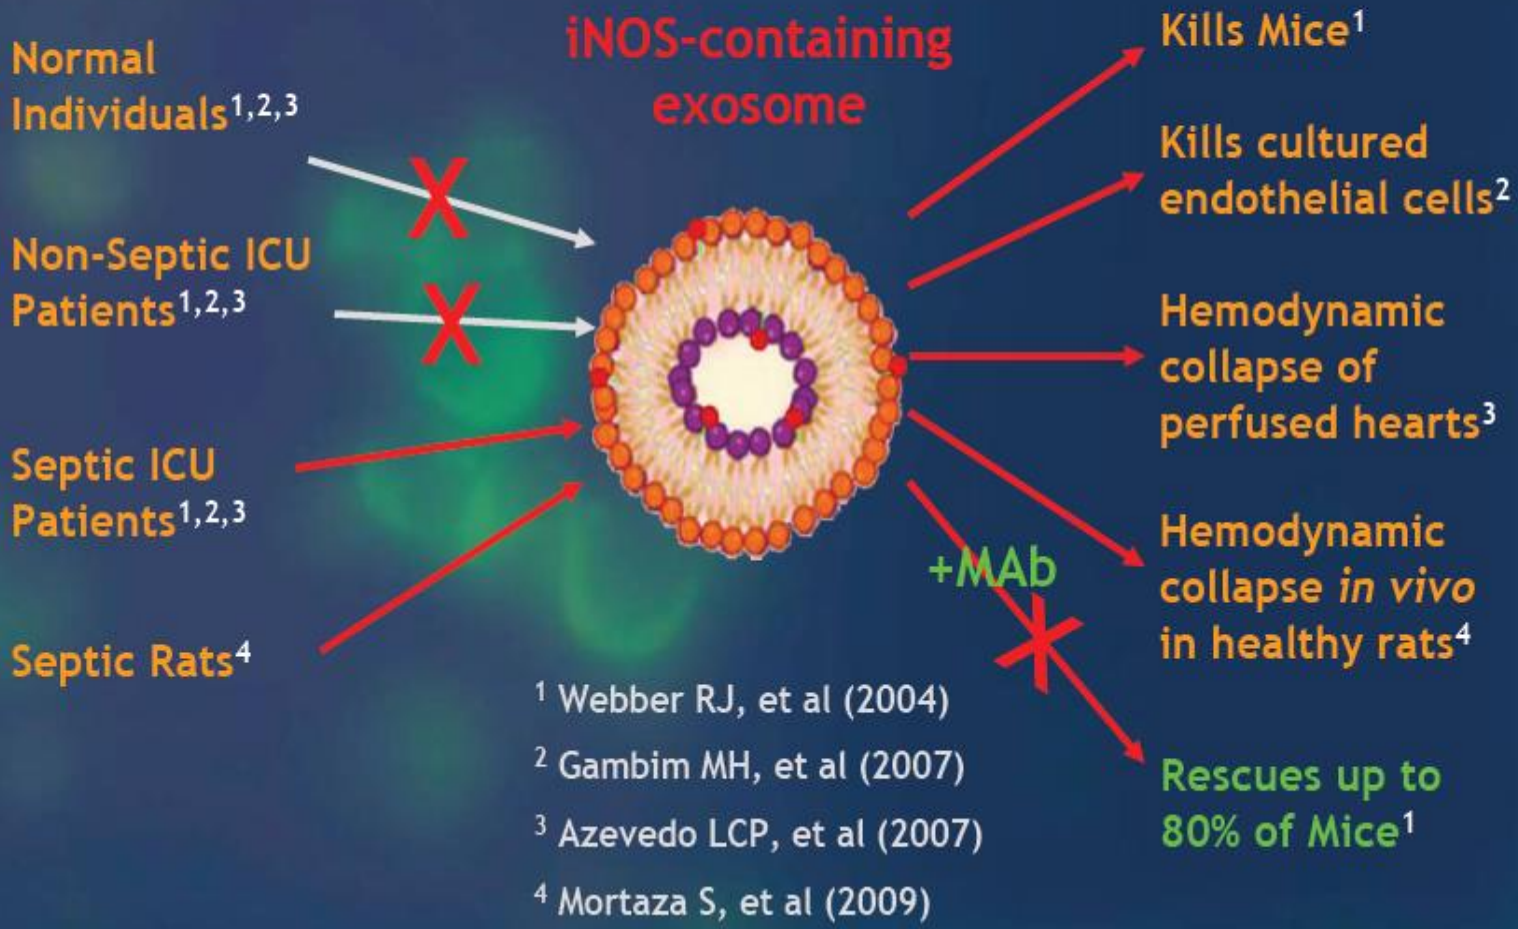 iNOS-containing
exosome
Normal
Individuals1,2,3
Non-Septic ICU
Patients1,2,3
Septic ICU
Patients1,2,3
Septic Rats4
Kills Mice1
Kills cultured
endothelial cells2
Hemodynamic
collapse of
perfused hearts3
Hemodynamic
collapse in vivo
in healthy rats4
+MAb
Rescues up to
80% of Mice1
1 Webber RJ, et al (2004)
2 Gambim MH, et al (2007)
3 Azevedo LCP, et al (2007)
4 Mortaza S, et al (2009)